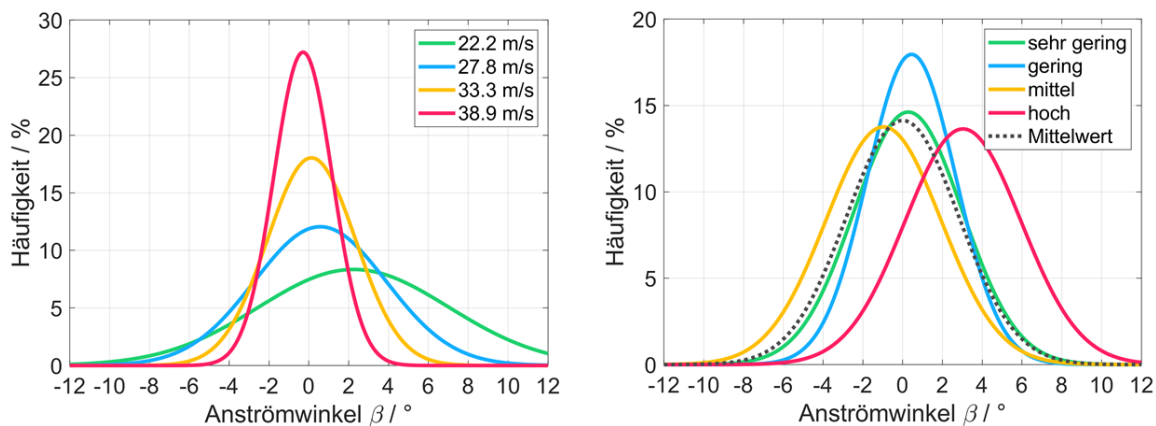 30
25
20
15
10
5
0
-12 -10 -8 -6 -4 -2 0 2 4 6 8 10 12
Häufigkeit / %
Anströmwinkel β / °
22.2 m/s
27.8 m/s
33.3 m/s
38.9 m/s
20
15
10
5
0
-12 -10 -8 -6 -4 -2 0 2 4 6 8 10 12
Häufigkeit / %
Anströmwinkel β / °
sehr gering
gering
mittel
hoch
Mittelwert